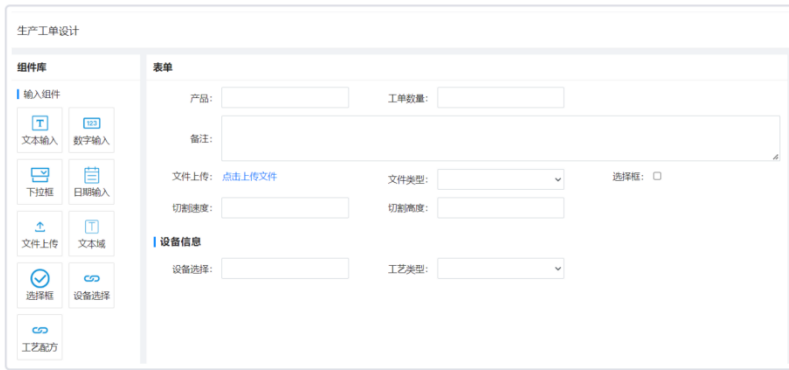 生产工单设计
组件库
输入组件
T
123
文本输入
数字输入
下拉框
日期输入
T
文件上传
文本域
选择框
设备选择
工艺配方
表单
产品:
工单数量:
备注:
文件上传: 点击上传文件
文件类型:
选择框:
切割速度:
切割高度:
设备信息
设备选择:
工艺类型: